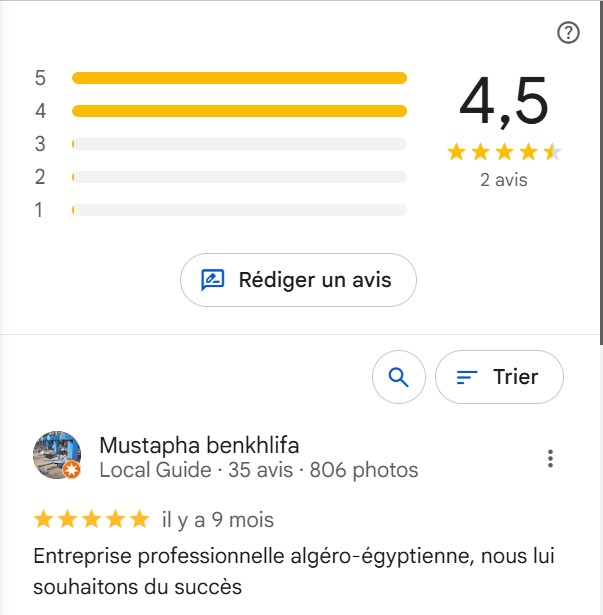 5
4
3
2
1
4,5
2 avis
Rédiger un avis
Trier
Mustapha benkhlifa
Local Guide · 35 avis · 806 photos
il y a 9 mois
Entreprise professionnelle algéro-égyptienne, nous lui
souhaitons du succès